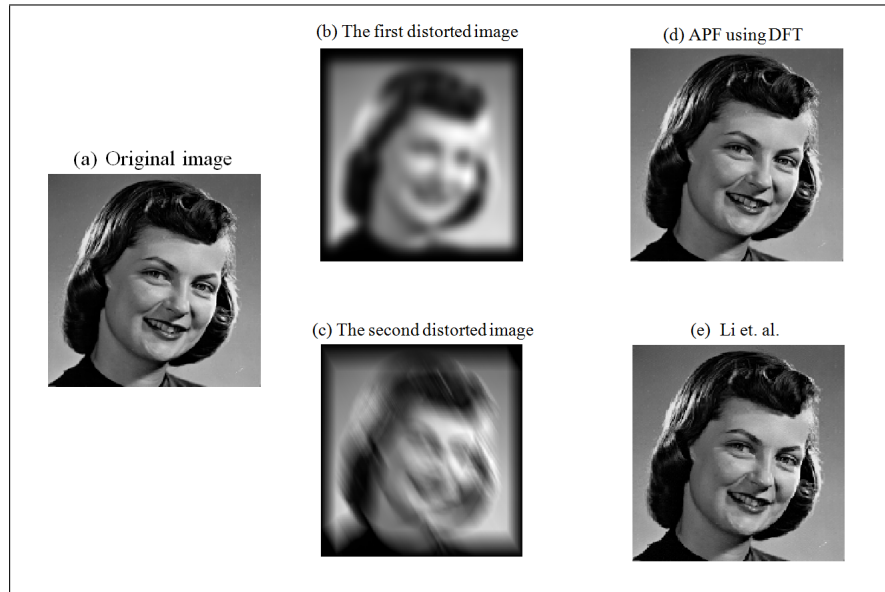 (a) Original image
(b) The first distorted image
(c) The second distorted image
(d) APF using DFT
(e) Li et. al.